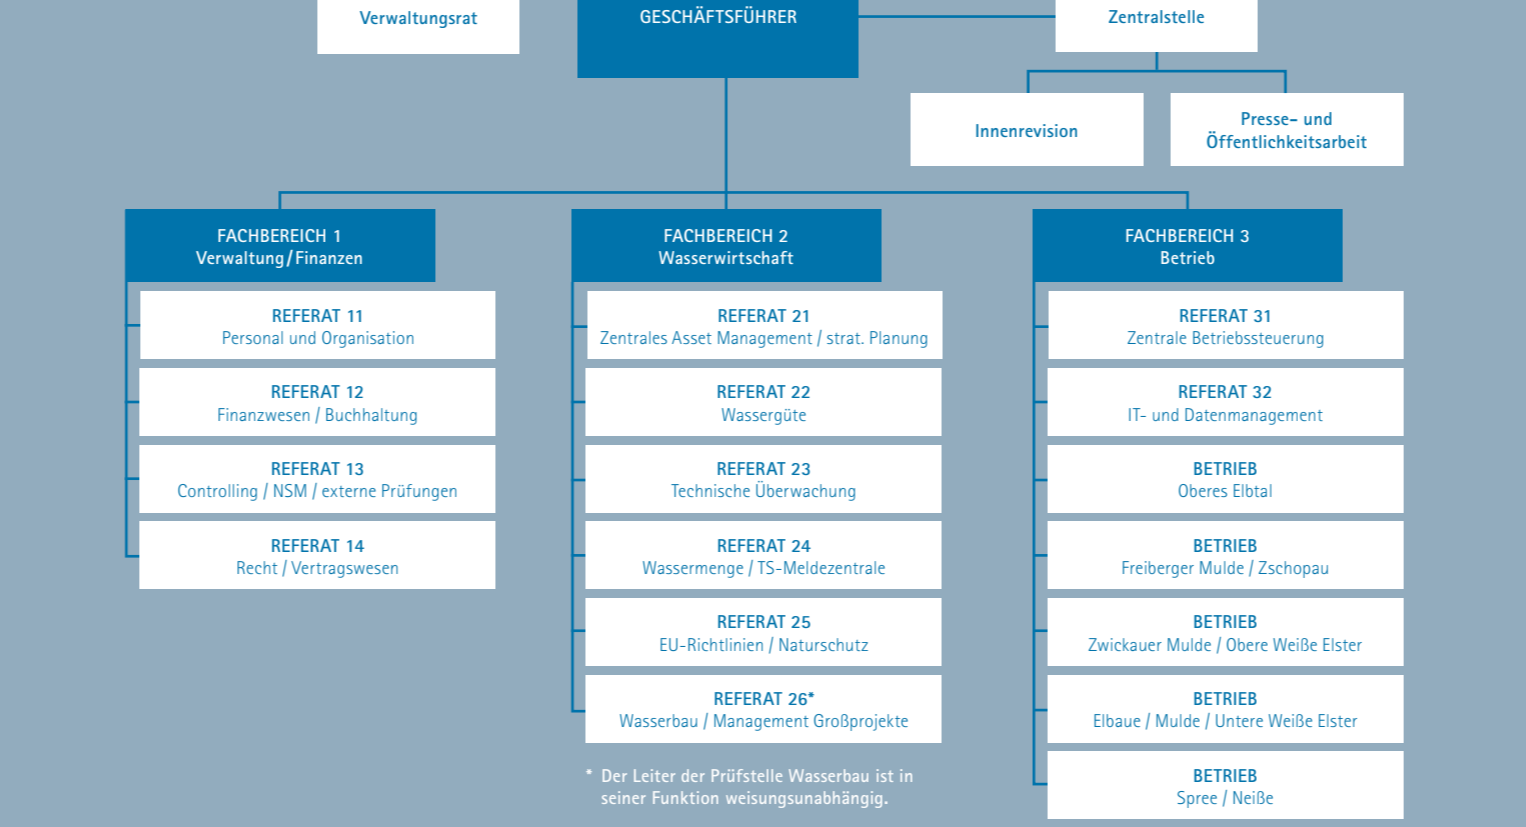 Verwaltungsrat
GESCHÄFTSFÜHRER
Zentralstelle
Innenrevision
Presse- und
Öffentlichkeitsarbeit
FACHBEREICH 1
Verwaltung/Finanzen
REFERAT 11
Personal und Organisation
REFERAT 12
Finanzwesen / Buchhaltung
REFERAT 13
Controlling / NSM / externe Prüfungen
REFERAT 14
Recht / Vertragswesen
FACHBEREICH 2
Wasserwirtschaft
REFERAT 21
Zentrales Asset Management / strat. Planung
REFERAT 22
Wassergüte
REFERAT 23
Technische Überwachung
REFERAT 24
Wassermenge / TS-Meldezentrale
REFERAT 25
EU-Richtlinien / Naturschutz
REFERAT 26*
Wasserbau / Management Großprojekte
* Der Leiter der Prüfstelle Wasserbau ist in
seiner Funktion weisungsunabhängig.
FACHBEREICH 3
Betrieb
REFERAT 31
Zentrale Betriebssteuerung
REFERAT 32
IT- und Datenmanagement
BETRIEB
Oberes Elbtal
BETRIEB
Freiberger Mulde / Zschopau
BETRIEB
Zwickauer Mulde / Obere Weiße Elster
BETRIEB
Elbaue / Mulde / Untere Weiße Elster
BETRIEB
Spree / Neiße